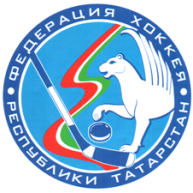 ФЕДЕРАЦИЯ ХОККЕЯ
РЕСПУБЛИКИ ТАТАРСТАН